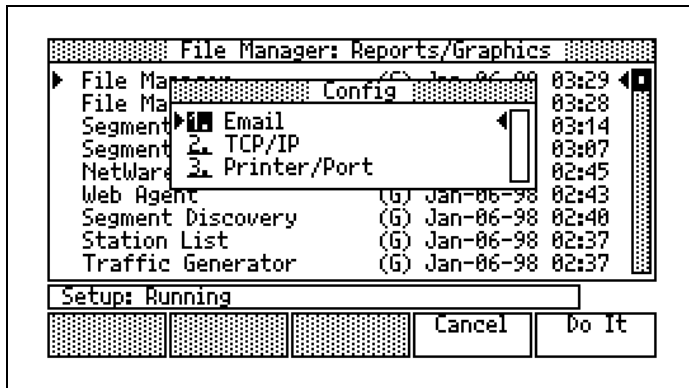 File Manager: Reports/Graphics
File Manager 03:29
File Ma 03:28
Segment 03:14
Segment 03:07
NetWare 02:45
Web Agent (G) Jan-06-98 02:43
Segment Discovery (G) Jan-06-98 02:40
Station List (G) Jan-06-98 02:37
Traffic Generator (G) Jan-06-98 02:37
Config
1. Email
2. TCP/IP
3. Printer/Port
Setup: Running
Cancel Do It